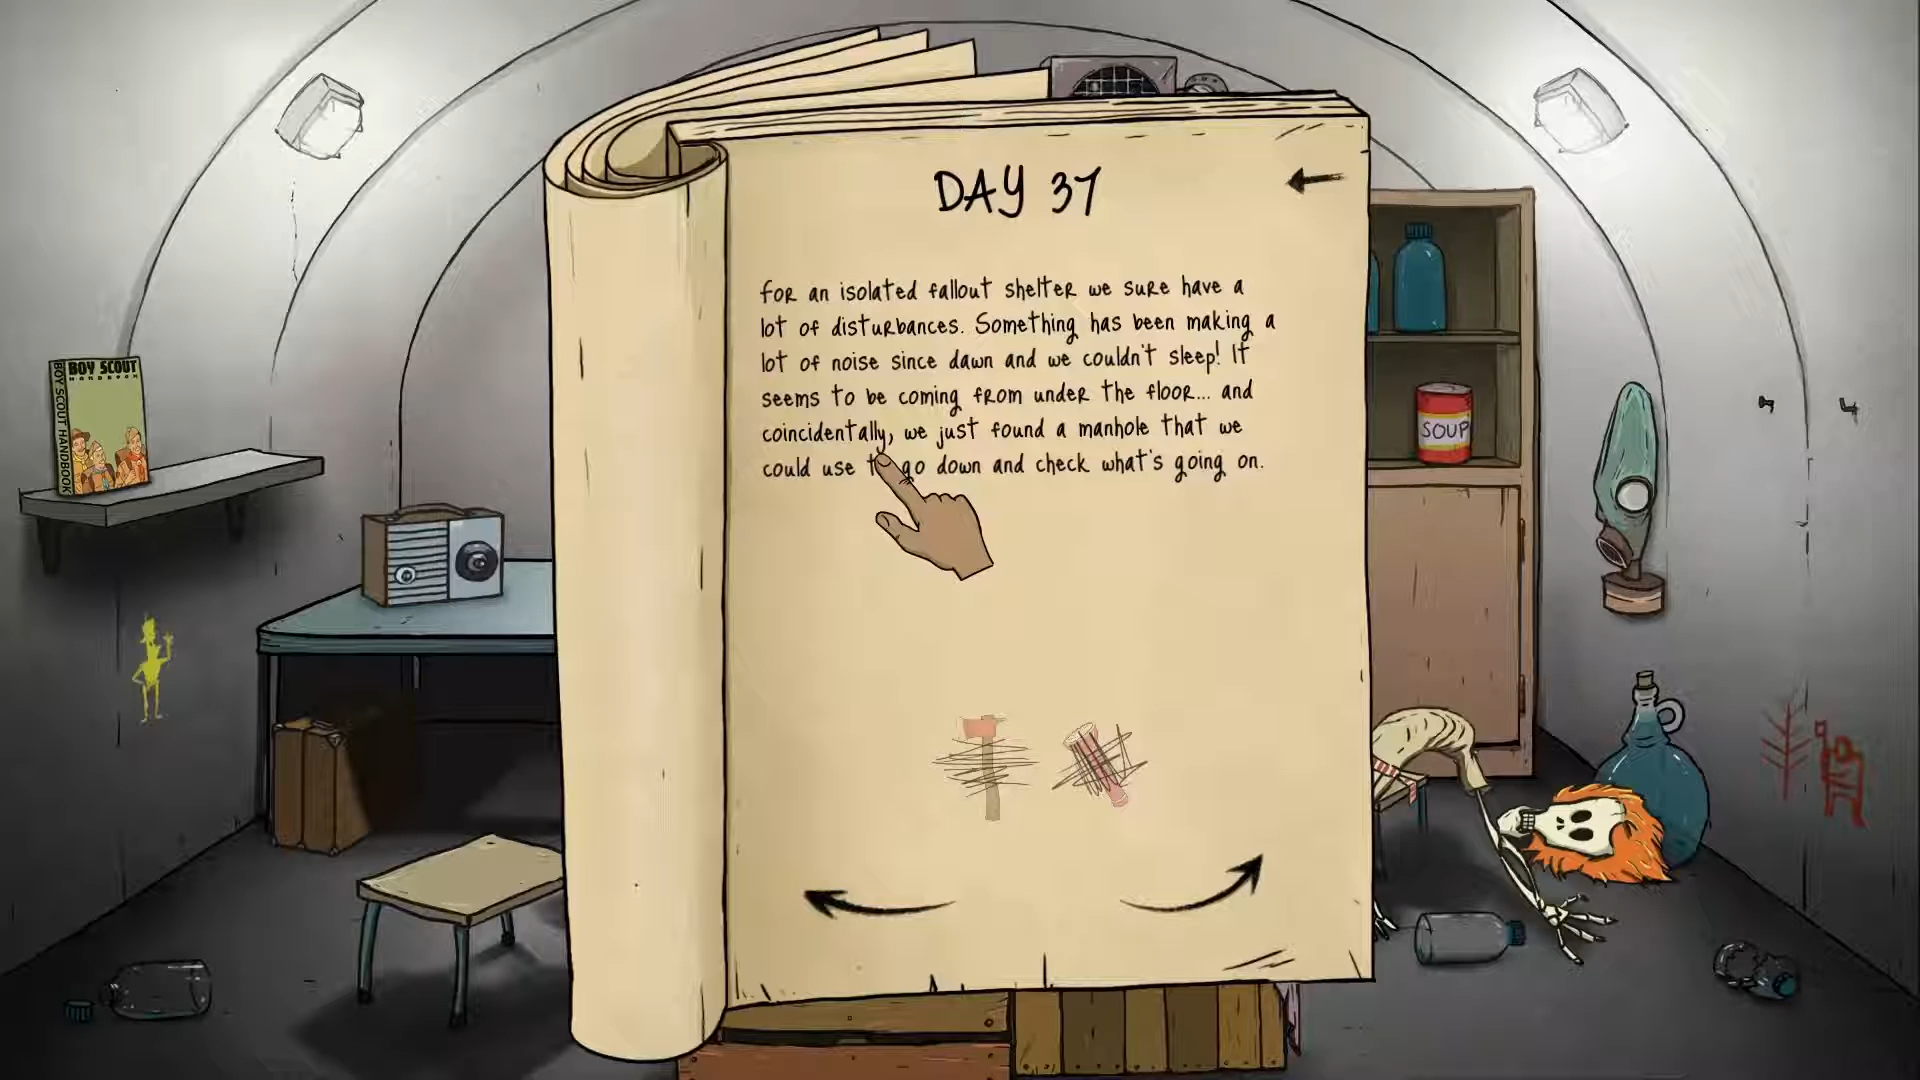 DAY 37
for an isolated fallout shelter we sure have a
lot of disturbances. Something has been making a
lot of noise since dawn and we couldn't sleep! It
seems to be coming from under the floor... and
coincidentally, we just found a manhole that we
could use to go down and check what's going on.
BOY SCOUT
HANDBOOK
BOY SCOUT HANDBOOK
SOUP